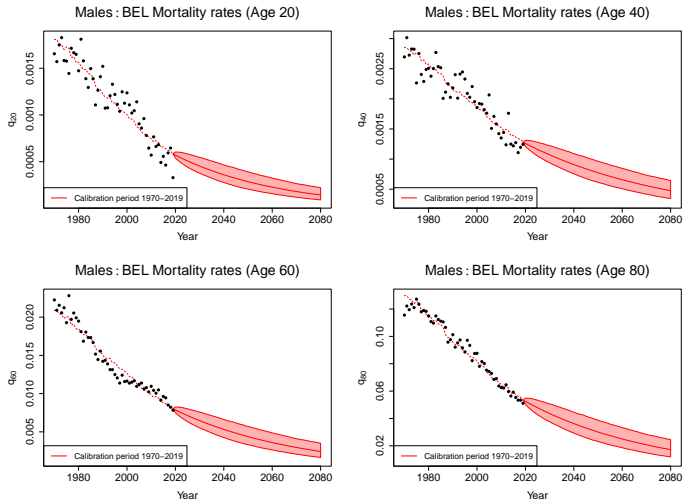 Males : BEL Mortality rates (Age 20)
q20
0.0005 0.0010 0.0015
Calibration period 1970−2019
1980 2000 2020 2040 2060 2080
Year
Males : BEL Mortality rates (Age 40)
q40
0.0005 0.0015 0.0025
Calibration period 1970−2019
1980 2000 2020 2040 2060 2080
Year
Males : BEL Mortality rates (Age 60)
q60
0.005 0.010 0.015 0.020
Calibration period 1970−2019
1980 2000 2020 2040 2060 2080
Year
Males : BEL Mortality rates (Age 80)
q80
0.02 0.06 0.10
Calibration period 1970−2019
1980 2000 2020 2040 2060 2080
Year